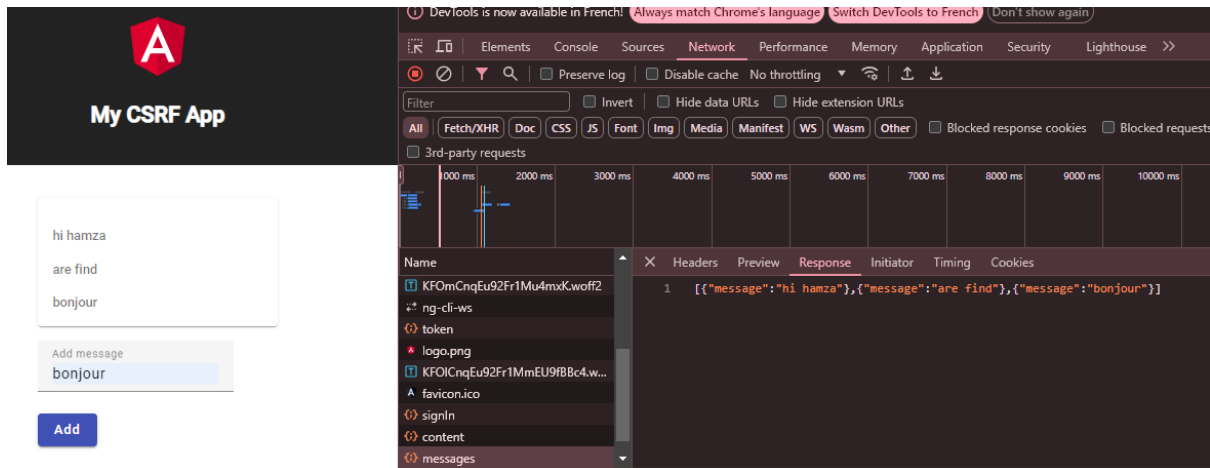 A
My CSRF App
hi hamza
are find
bonjour
Add message
bonjour
Add
DevTools is now available in French! Always match Chrome's language Switch DevTools to French Don't show again
Elements Console Sources Network Performance Memory Application Security Lighthouse >>
Preserve log Disable cache No throttling
Filter Invert Hide data URLs Hide extension URLs
All Fetch/XHR Doc CSS JS Font Img Media Manifest WS Wasm Other Blocked response cookies Blocked requests
3rd-party requests
1000 ms 2000 ms 3000 ms 4000 ms 5000 ms 6000 ms 7000 ms 8000 ms 9000 ms 10000 ms
Name
KFOmCnqEu92Fr1Mu4mxK.woff2
ng-cli-ws
token
logo.png
KFOlCnqEu92Fr1MmEU9fBBc4.w...
favicon.ico
signIn
content
messages
Headers Preview Response Initiator Timing Cookies
1 [{"message":"hi hamza"},{"message":"are find"},{"message":"bonjour"}]